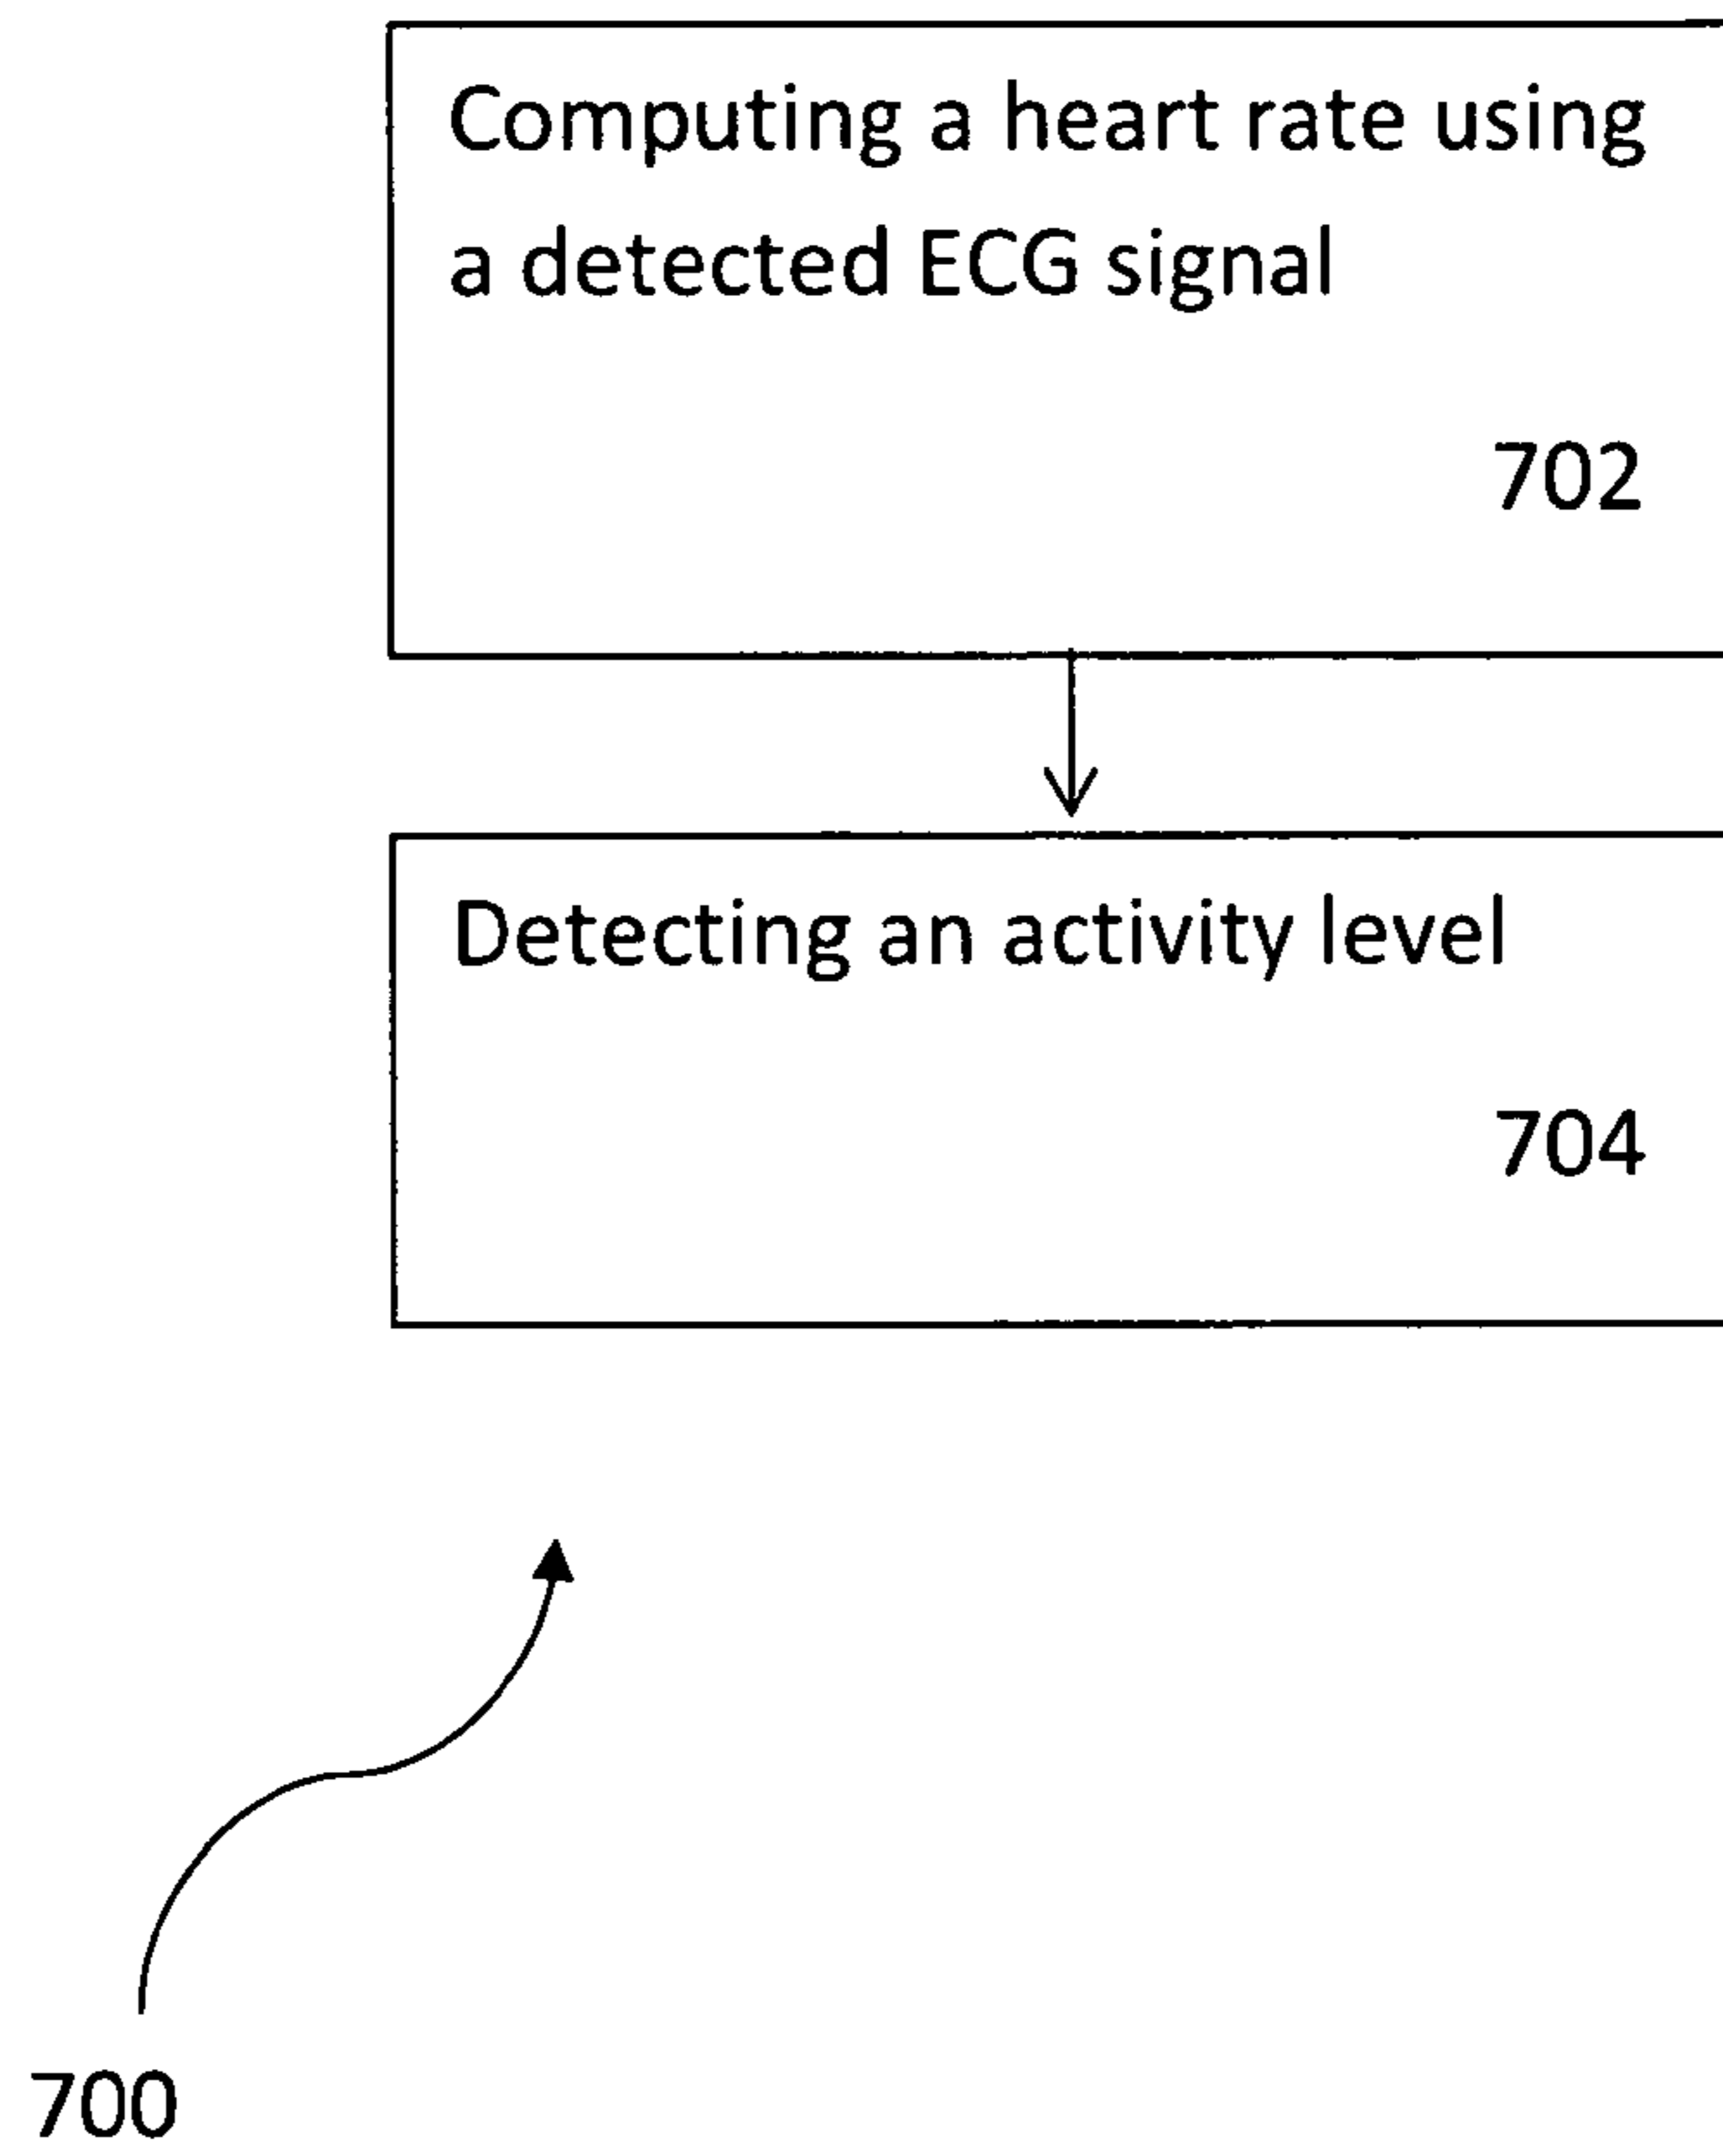 Computing a heart rate using
a detected ECG signal
702
Detecting an activity level
704
700